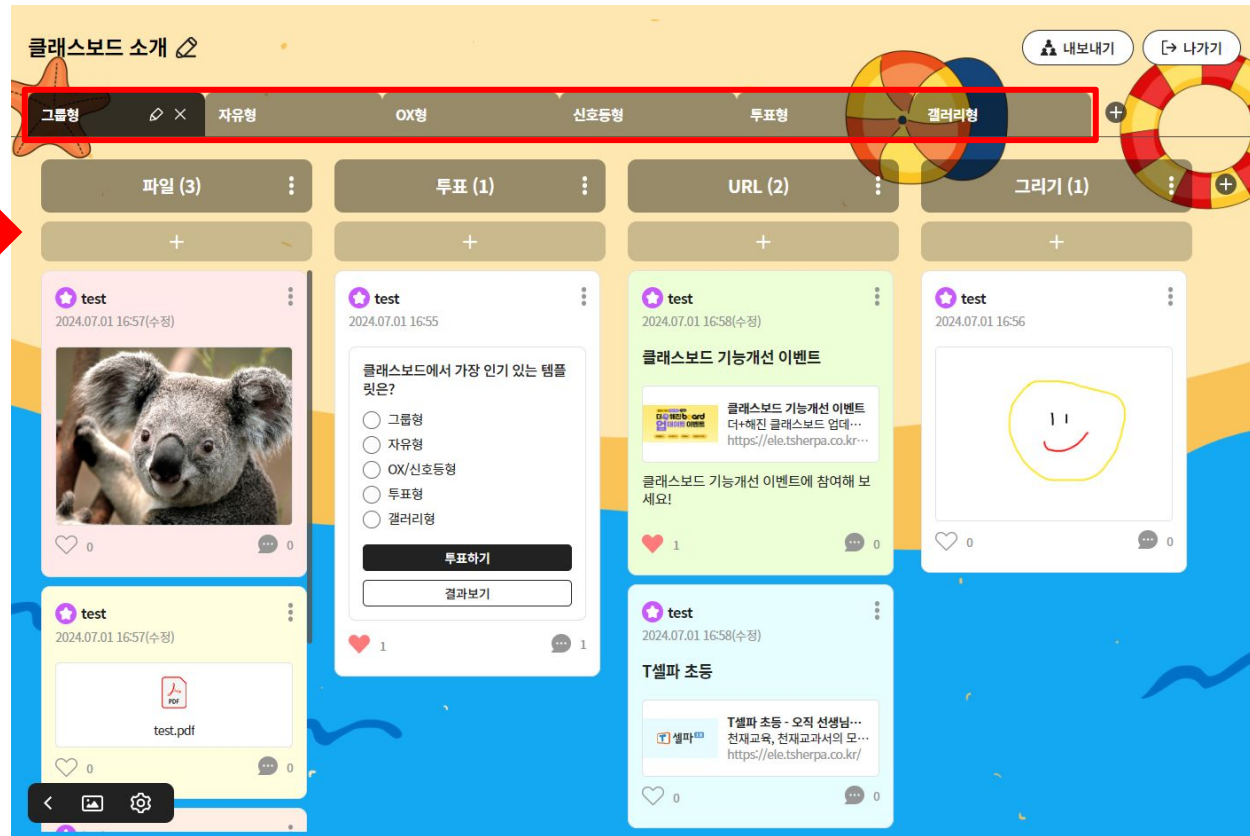 클래스보드 소개
내보내기
나가기
그룹형
자유형
OX형
신호등형
투표형
갤러리형
파일 (3)
투표 (1)
URL (2)
그리기 (1)
+
+
+
+
test
2024.07.01 16:57(수정)
0
0
test
2024.07.01 16:57(수정)
PDF
test.pdf
0
0
test
2024.07.01 16:55
클래스보드에서 가장 인기 있는 템플
릿은?
그룹형
자유형
OX/신호등형
투표형
갤러리형
투표하기
결과보기
1
1
test
2024.07.01 16:58(수정)
클래스보드 기능개선 이벤트
클래스보드 기능개선 이벤트
더+해진 클래스보드 업데…
https://ele.tsherpa.co.kr…
클래스보드 기능개선 이벤트에 참여해 보
세요!
1
0
test
2024.07.01 16:58(수정)
T셀파 초등
T 셀파
T셀파 초등 - 오직 선생님…
천재교육, 천재교과서의 모…
https://ele.tsherpa.co.kr/
0
0
test
2024.07.01 16:56
0
0